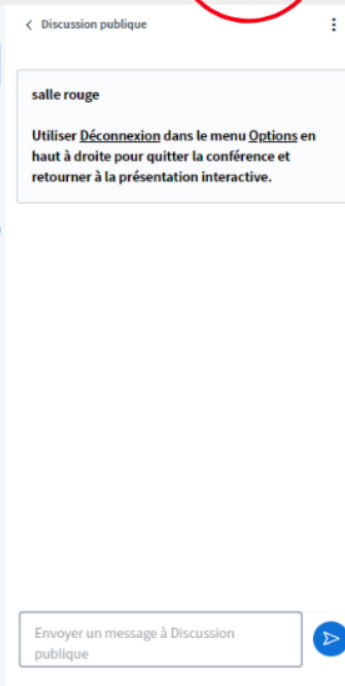 Discussion publique
salle rouge
Utiliser Déconnexion dans le menu Options en
haut à droite pour quitter la conférence et
retourner à la présentation interactive.
Envoyer un message à Discussion
publique